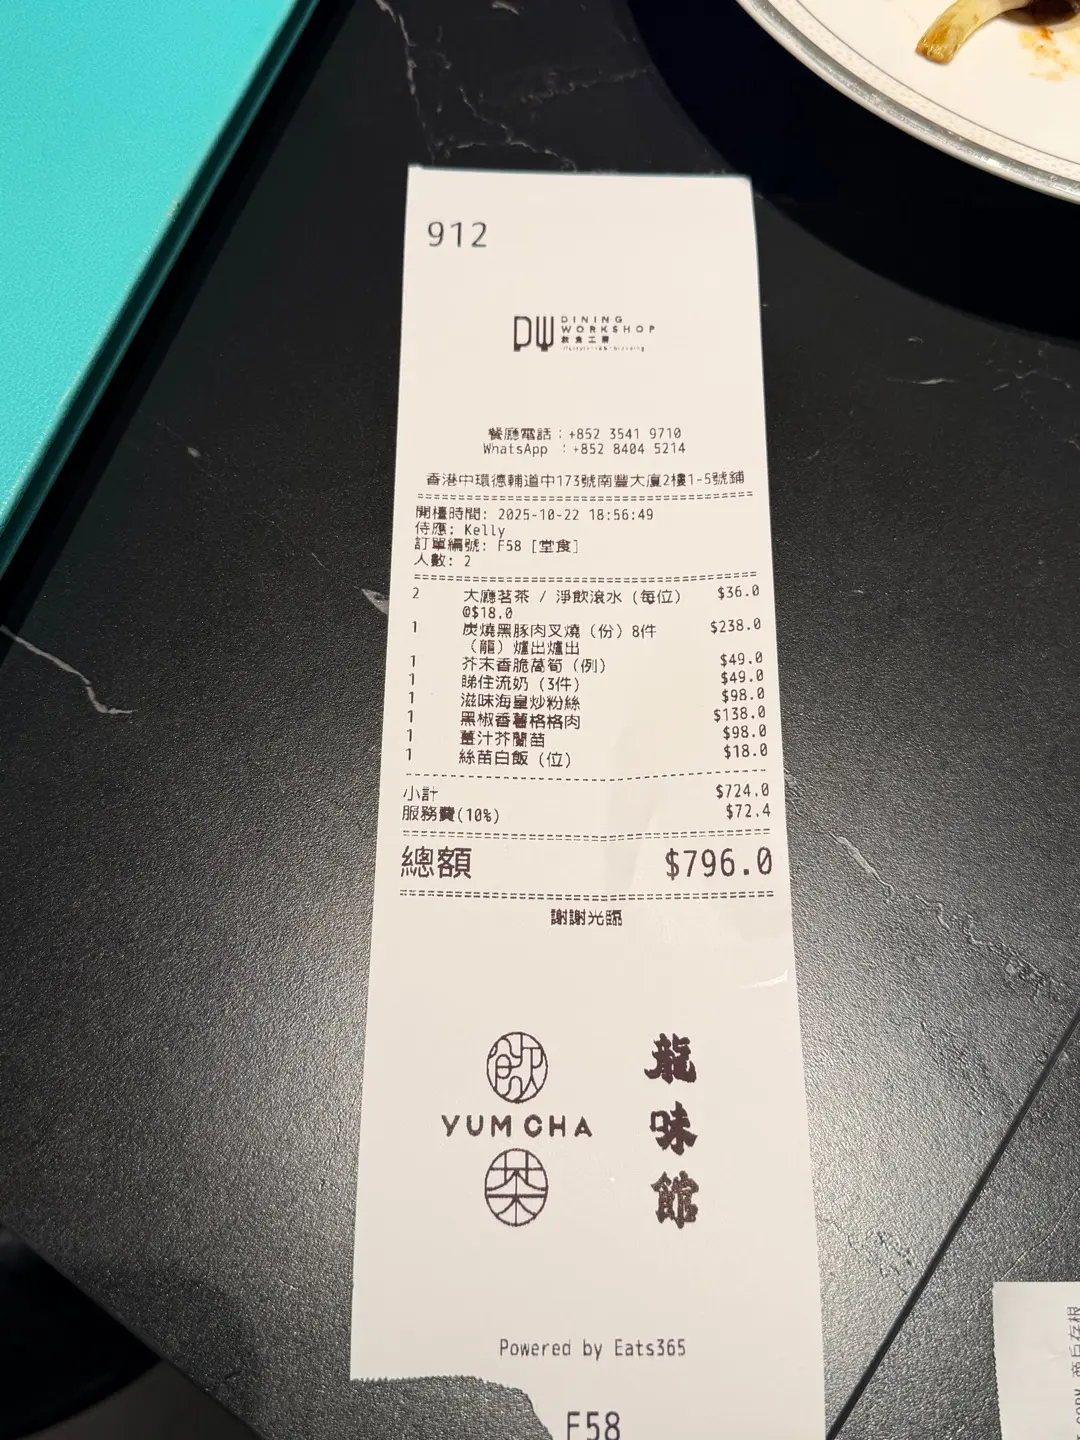 912
DW DINING
WORKSHOP
飲食工房
餐廳電話：+852 3541 9710
WhatsApp ：+852 8404 5214
香港中環德輔道中173號南豐大廈2樓1-5號鋪
開檯時間: 2025-10-22 18:56:49
侍應: Kelly
訂單編號: F58 [堂食]
人數: 2
2 大廳茗茶 / 淨飲滾水 (每位) $36.0
@$18.0
1 炭燒黑豚肉叉燒（份）8件 $238.0
（龍）爐出爐出
1 芥末香脆萵筍（例） $49.0
1 睇住流奶（3件） $49.0
1 滋味海皇炒粉絲 $98.0
1 黑椒香薯格格肉 $138.0
1 薑汁芥蘭苗 $98.0
1 絲苗白飯（位） $18.0
小計 $724.0
服務費(10%) $72.4
總額 $796.0
謝謝光臨
飲
YUM CHA
茶
龍味館
Powered by Eats365
F58
商戶存根
COPY